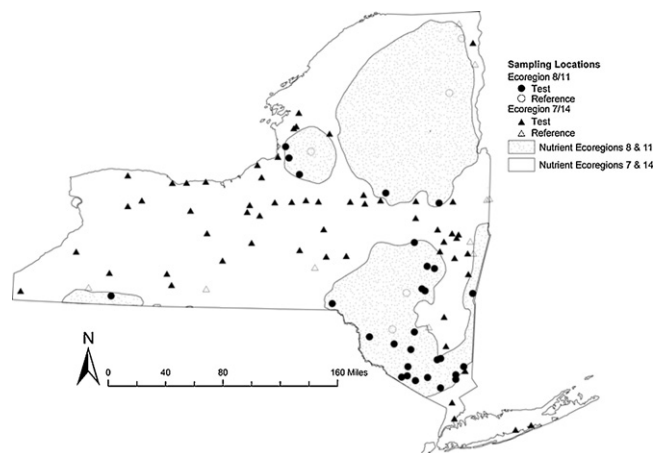 Sampling Locations
Ecoregion 8/11
Test
Reference
Ecoregion 7/14
Test
Reference
Nutrient Ecoregions 8 & 11
Nutrient Ecoregions 7 & 14
N
0 40 80 160 Miles